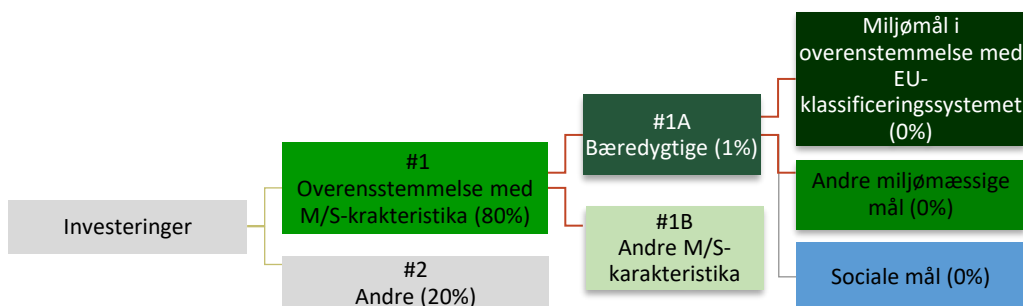 Investeringer
#1
Overensstemmelse med
M/S-krakteristika (80%)
#2
Andre (20%)
#1A
Bæredygtige (1%)
#1B
Andre M/S-
karakteristika
Miljømål i
overenstemmelse med
EU-
klassificeringssystemet
(0%)
Andre miljømæssige
mål (0%)
Sociale mål (0%)